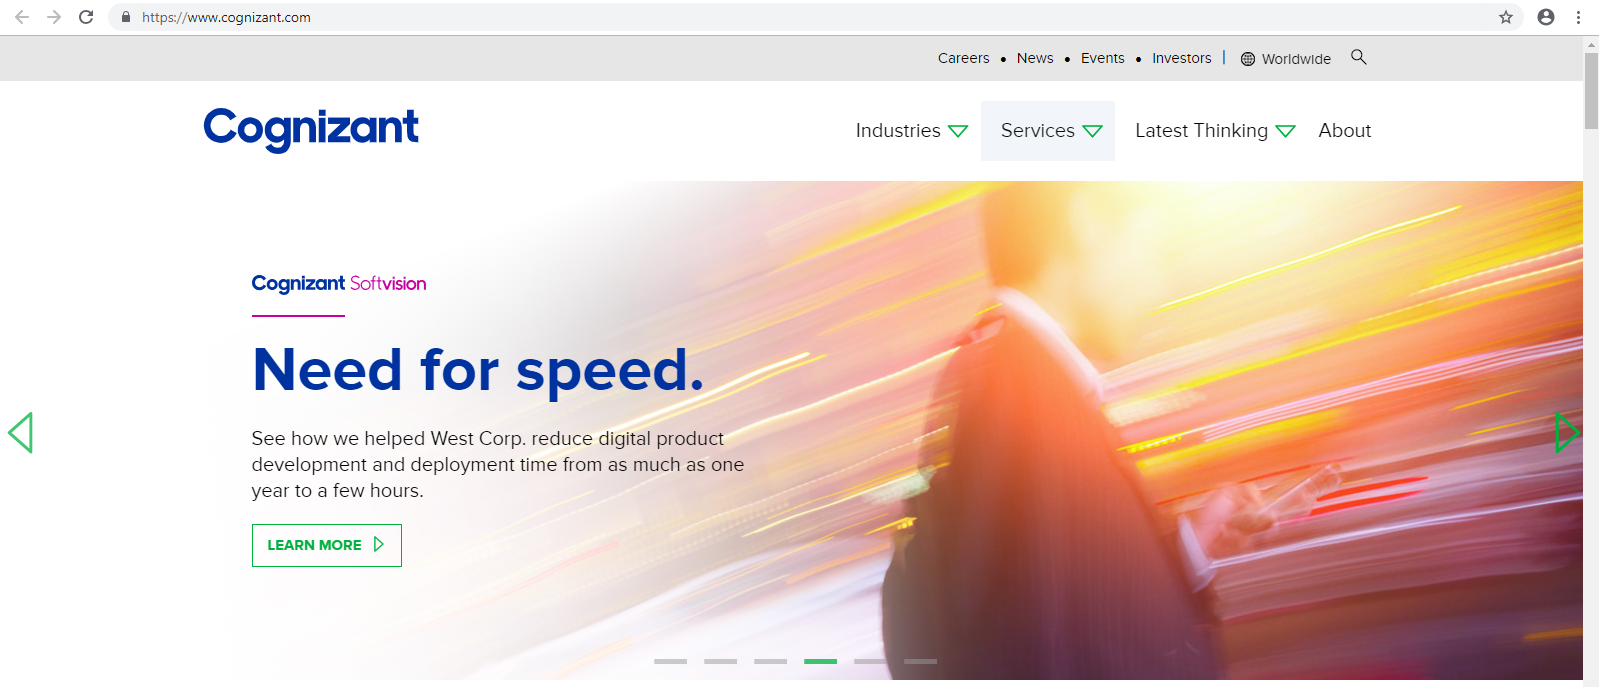 https://www.cognizant.com
Careers • News • Events • Investors | Worldwide
Cognizant
Industries Services Latest Thinking About
Cognizant Softvision
Need for speed.
See how we helped West Corp. reduce digital product
development and deployment time from as much as one
year to a few hours.
LEARN MORE